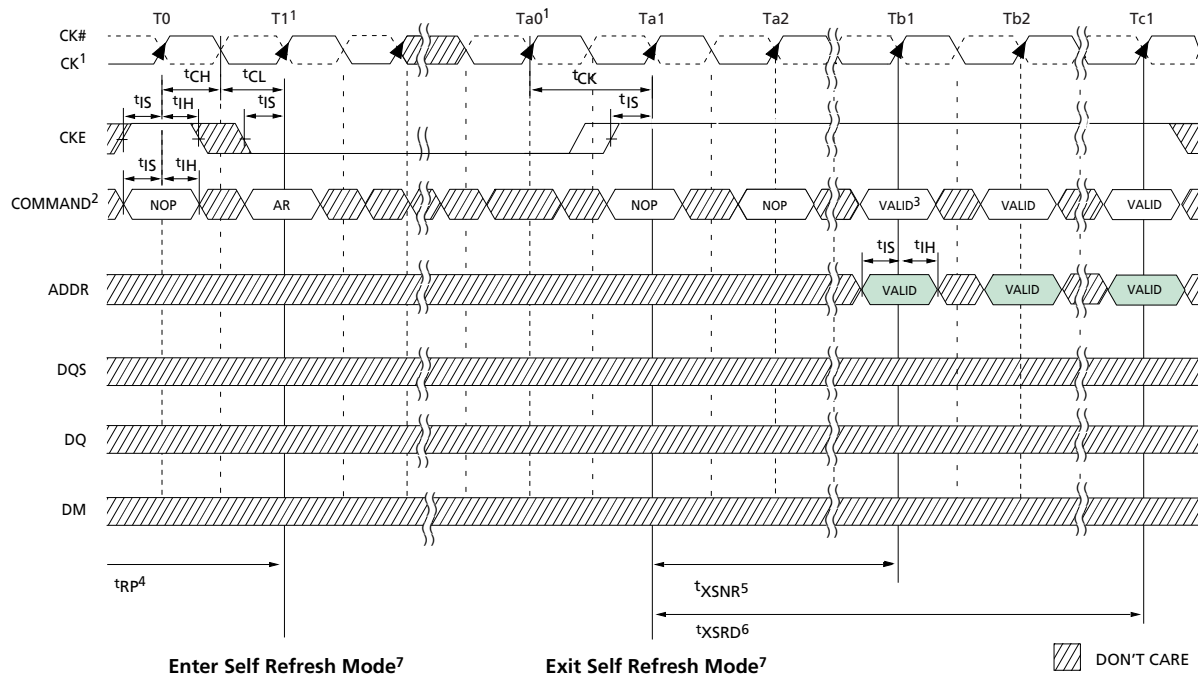 T0 T1¹ Ta0¹ Ta1 Ta2 Tb1 Tb2 Tc1
CK#
CK¹
tCH tCL tCK
tIS tIH tIS tIS
CKE
tIS tIH
COMMAND² NOP AR NOP NOP VALID³ VALID VALID
tIS tIH
ADDR VALID VALID VALID
DQS
DQ
DM
tRP⁴ tXSNR⁵
tXSRD⁶
Enter Self Refresh Mode⁷ Exit Self Refresh Mode⁷ DON'T CARE